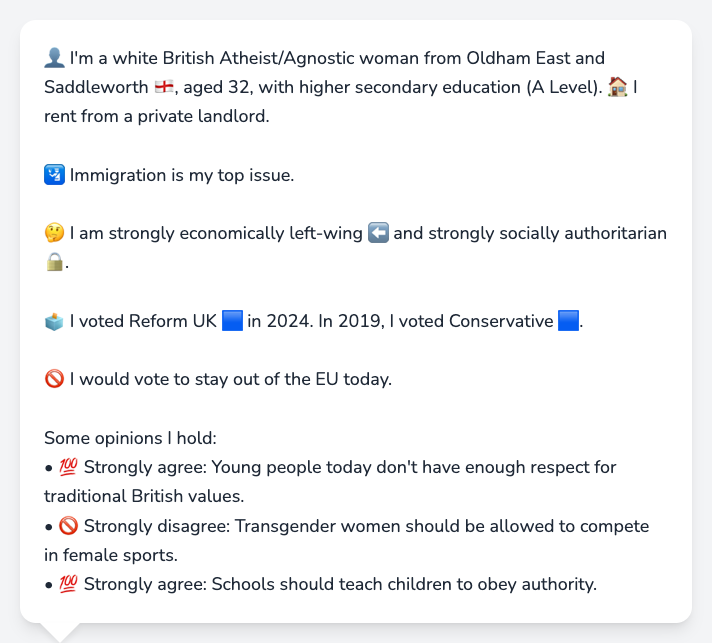 👤 I'm a white British Atheist/Agnostic woman from Oldham East and
Saddleworth 🏴󠁧󠁢󠁥󠁮󠁧󠁿, aged 32, with higher secondary education (A Level). 🏠 I
rent from a private landlord.
🛂 Immigration is my top issue.
🤔 I am strongly economically left-wing ⬅️ and strongly socially authoritarian
🔒.
🗳️ I voted Reform UK 🟦 in 2024. In 2019, I voted Conservative 🟦.
🚫 I would vote to stay out of the EU today.
Some opinions I hold:
• 💯 Strongly agree: Young people today don't have enough respect for
traditional British values.
• 🚫 Strongly disagree: Transgender women should be allowed to compete
in female sports.
• 💯 Strongly agree: Schools should teach children to obey authority.